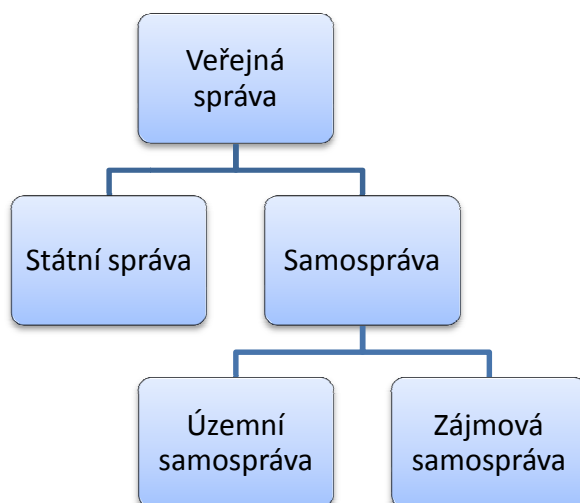 Veřejná
správa
Státní správa
Samospráva
Územní
samospráva
Zájmová
samospráva